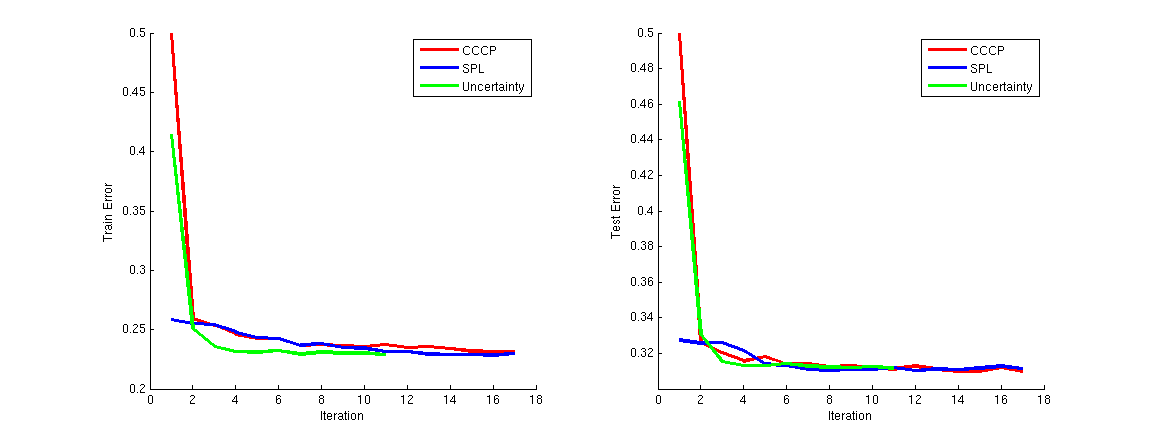 0.5
0.45
0.4
0.35
0.3
0.25
0.2
Train Error
0 2 4 6 8 10 12 14 16 18
Iteration
CCCP
SPL
Uncertainty
0.5
0.48
0.46
0.44
0.42
0.4
0.38
0.36
0.34
0.32
Test Error
0 2 4 6 8 10 12 14 16 18
Iteration
CCCP
SPL
Uncertainty